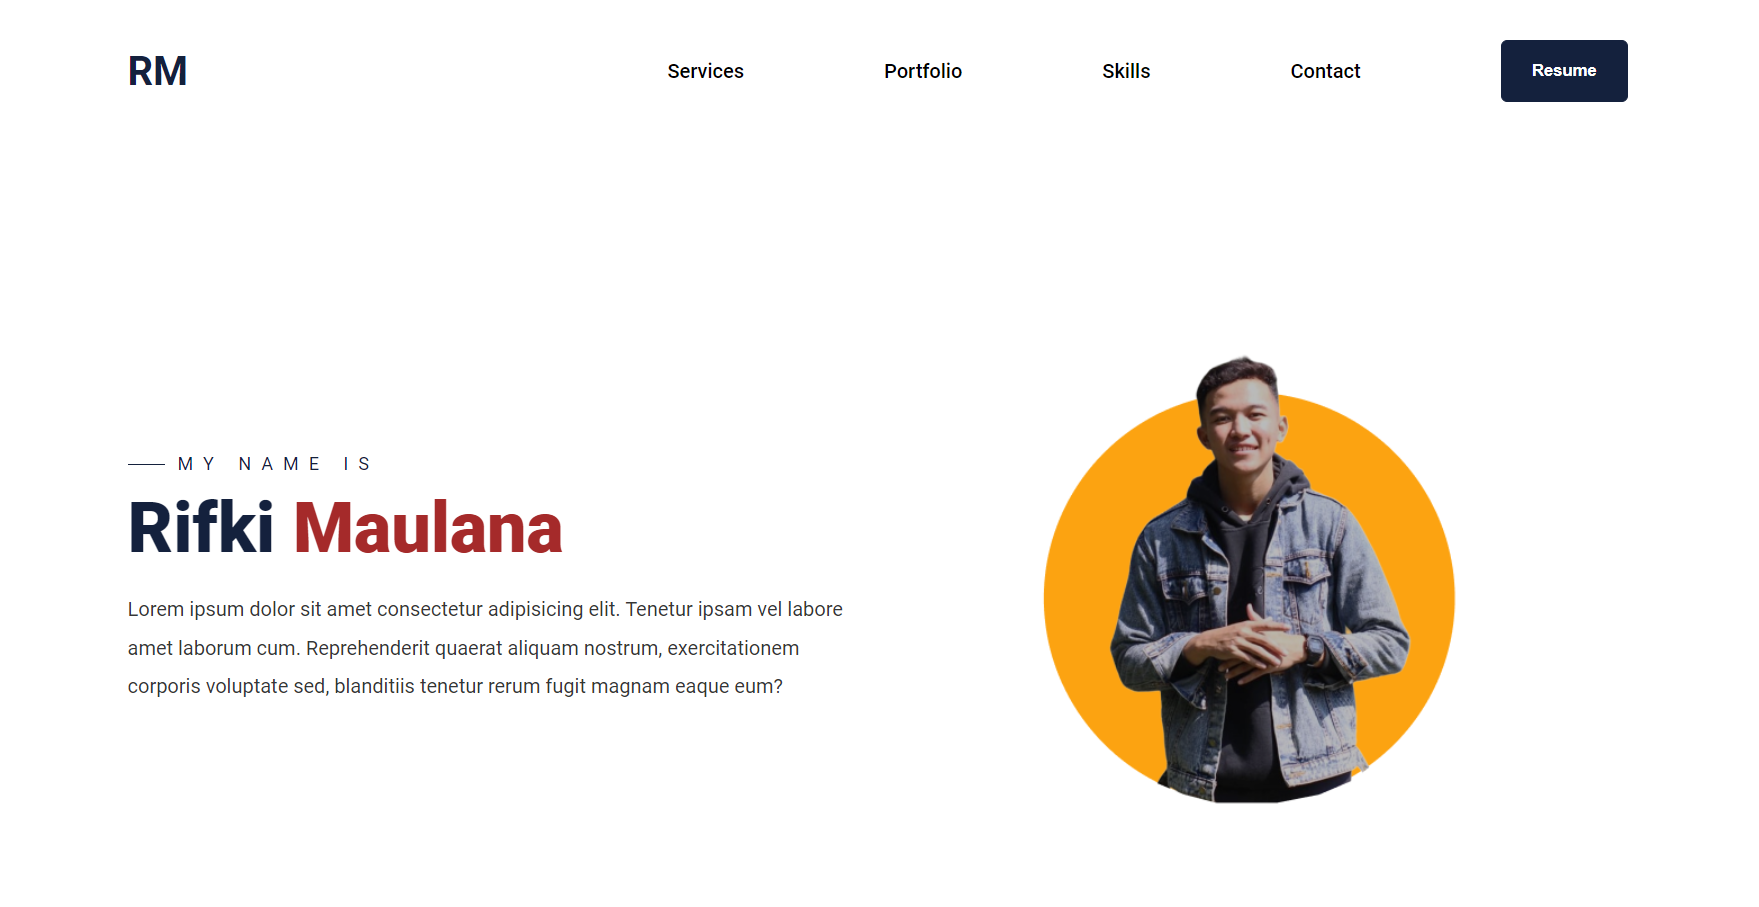 RM
Services
Portfolio
Skills
Contact
Resume
MY NAME IS
Rifki Maulana
Lorem ipsum dolor sit amet consectetur adipisicing elit. Tenetur ipsam vel labore
amet laborum cum. Reprehenderit quaerat aliquam nostrum, exercitationem
corporis voluptate sed, blanditiis tenetur rerum fugit magnam eaque eum?